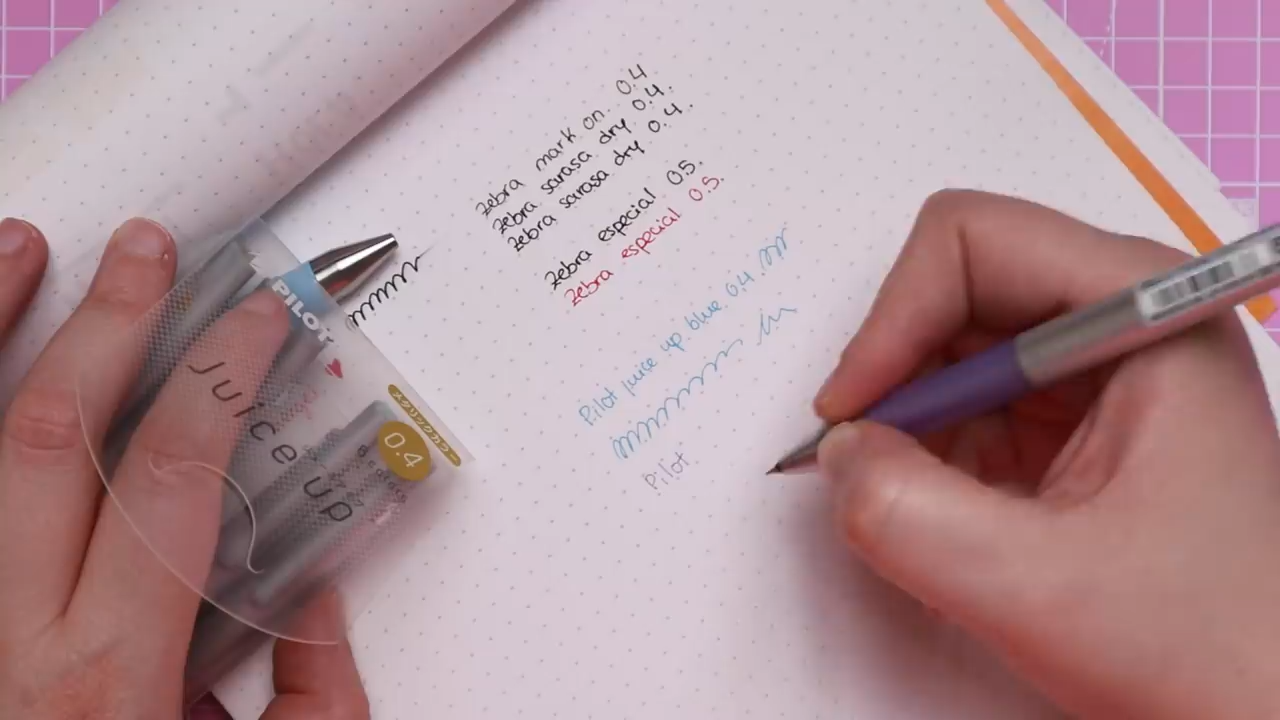 zebra mark on. 0.4
zebra sarasa dry 0.4.
zebra sarasa dry 0.4.
zebra especial 0.5.
zebra especial 0.5.
Pilot juice up blue 0.4.
Pilot
PILOT
Juice up
0.4